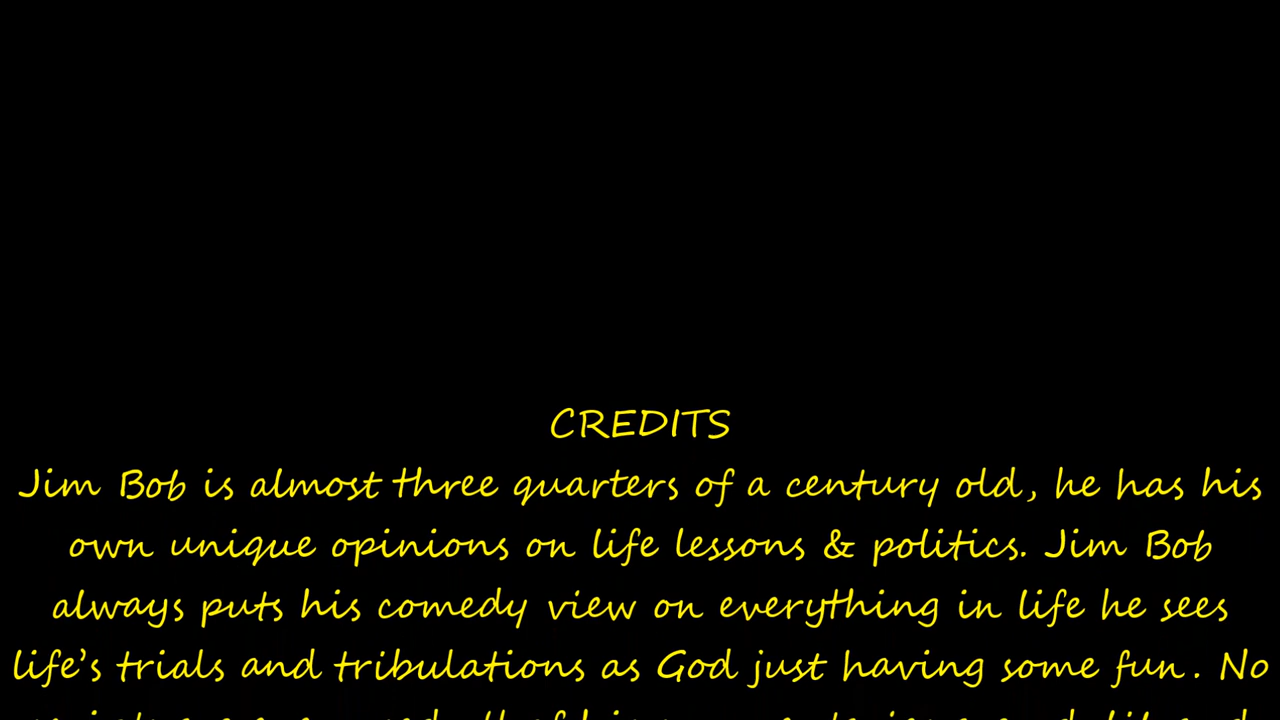 CREDITS
Jim Bob is almost three quarters of a century old, he has his
own unique opinions on life lessons & politics. Jim Bob
always puts his comedy view on everything in life he sees
life's trials and tribulations as God just having some fun. No